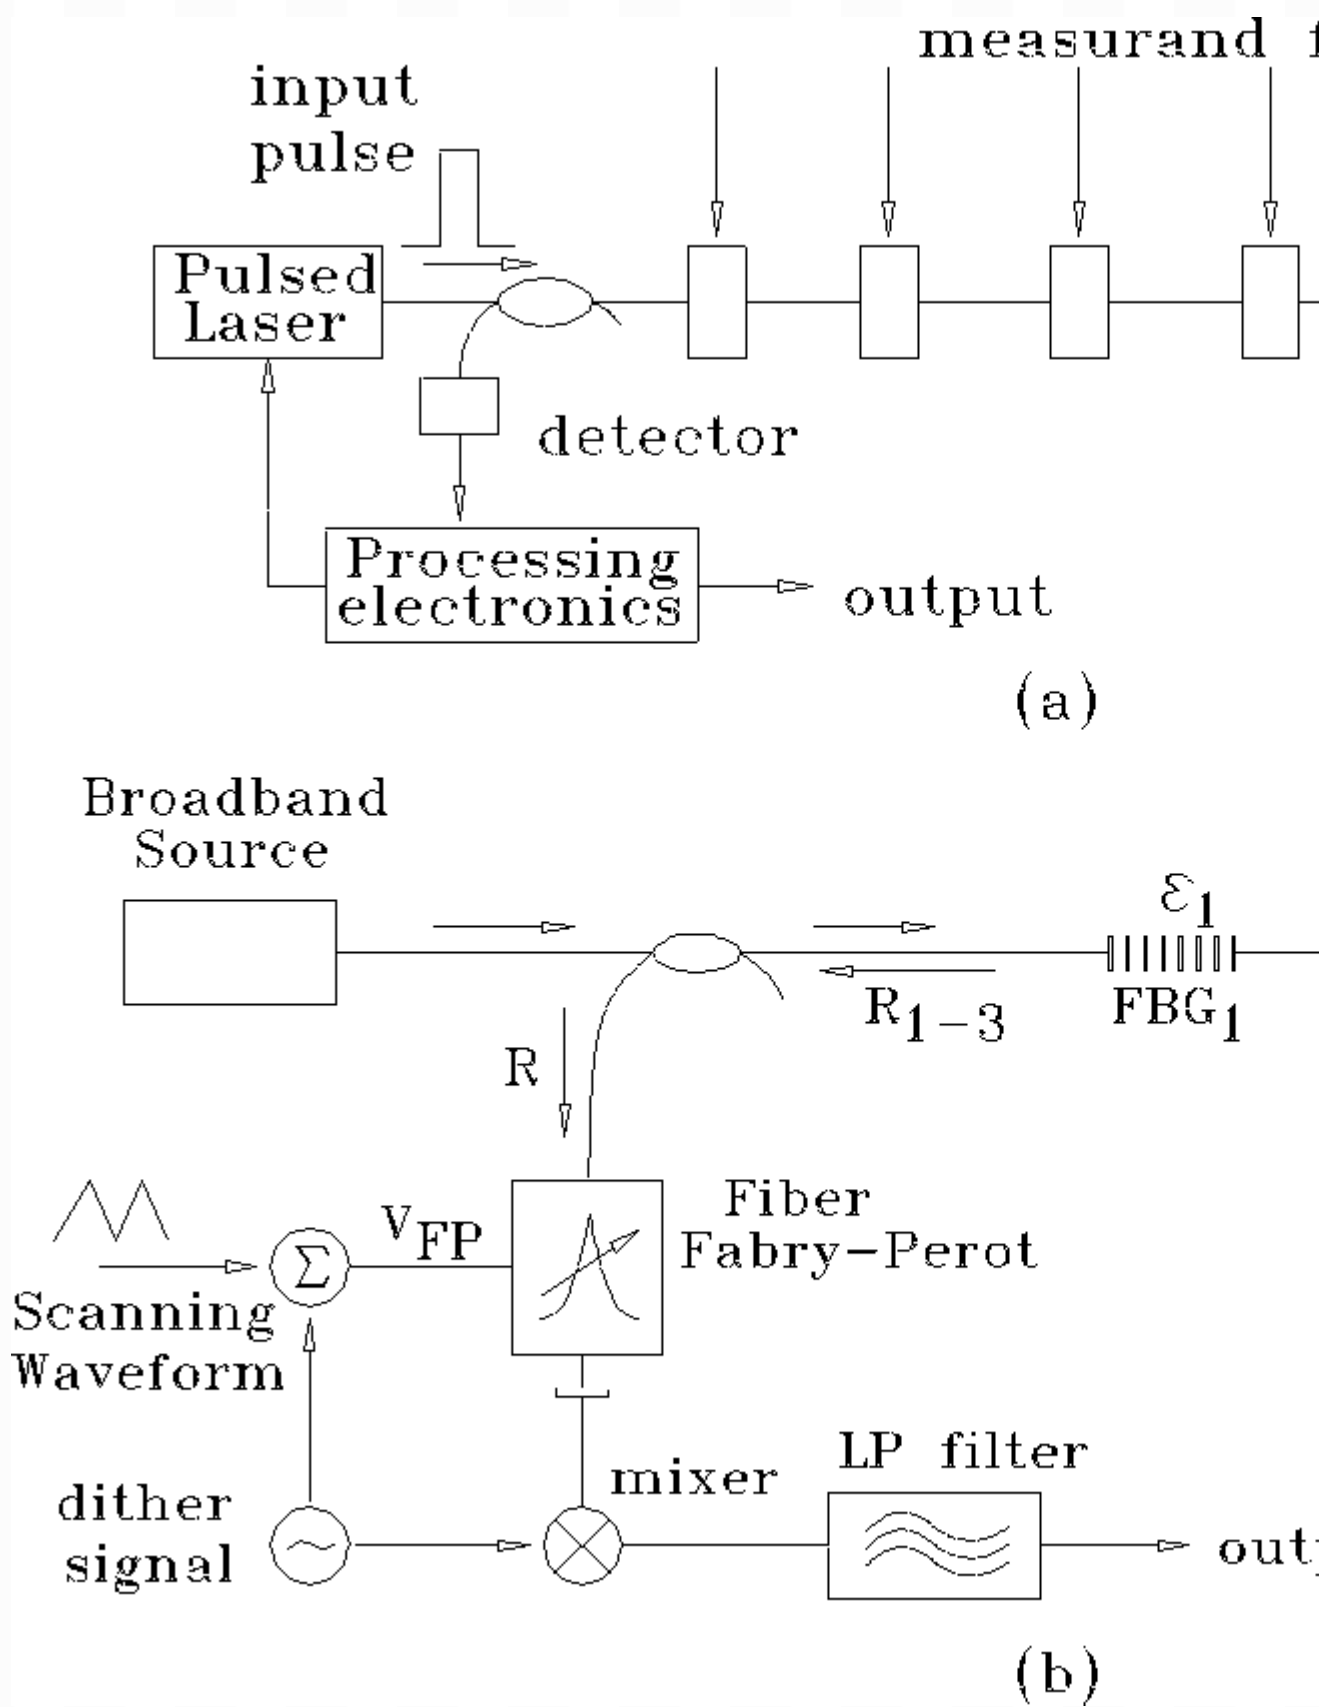 measurand
input
pulse
Pulsed
Laser
detector
Processing
electronics
output
(a)
Broadband
Source
ε1
R1-3
FBG1
R
VFP
Fiber
Fabry-Perot
Σ
Scanning
Waveform
LP filter
mixer
dither
signal
(b)